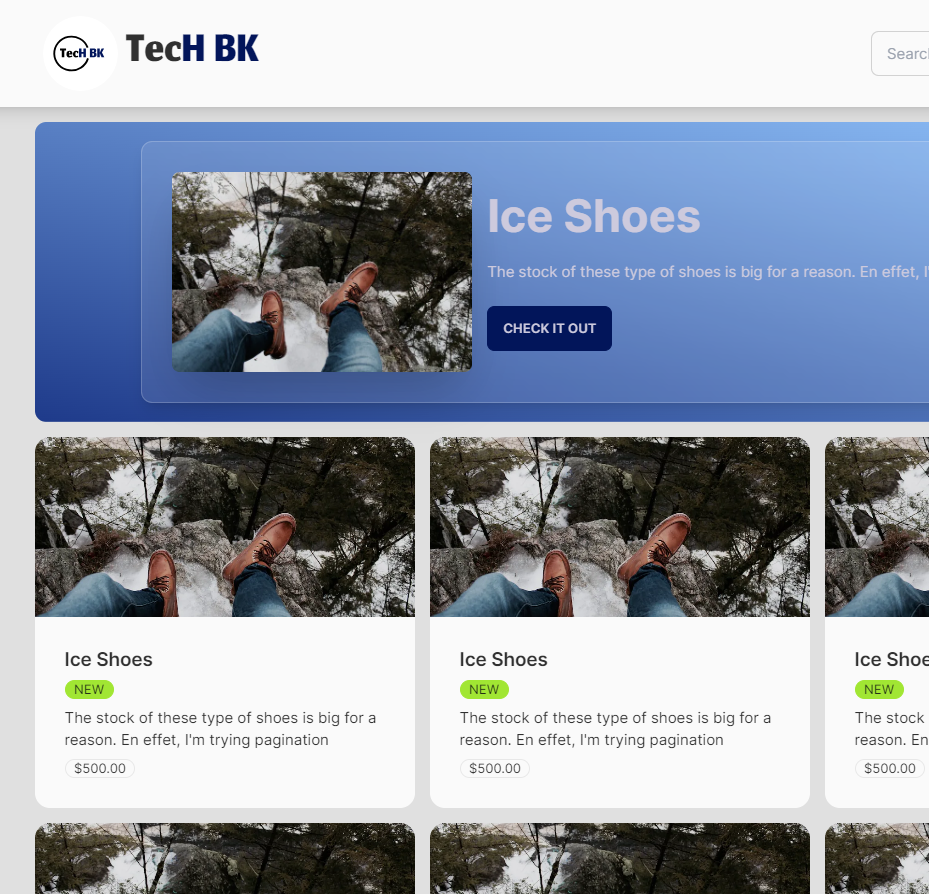 TecH BK
TecH BK
Searc
Ice Shoes
The stock of these type of shoes is big for a reason. En effet, I'
CHECK IT OUT
Ice Shoes
NEW
The stock of these type of shoes is big for a
reason. En effet, I'm trying pagination
$500.00
Ice Shoes
NEW
The stock of these type of shoes is big for a
reason. En effet, I'm trying pagination
$500.00
Ice Shoe
NEW
The stock
reason. En
$500.00